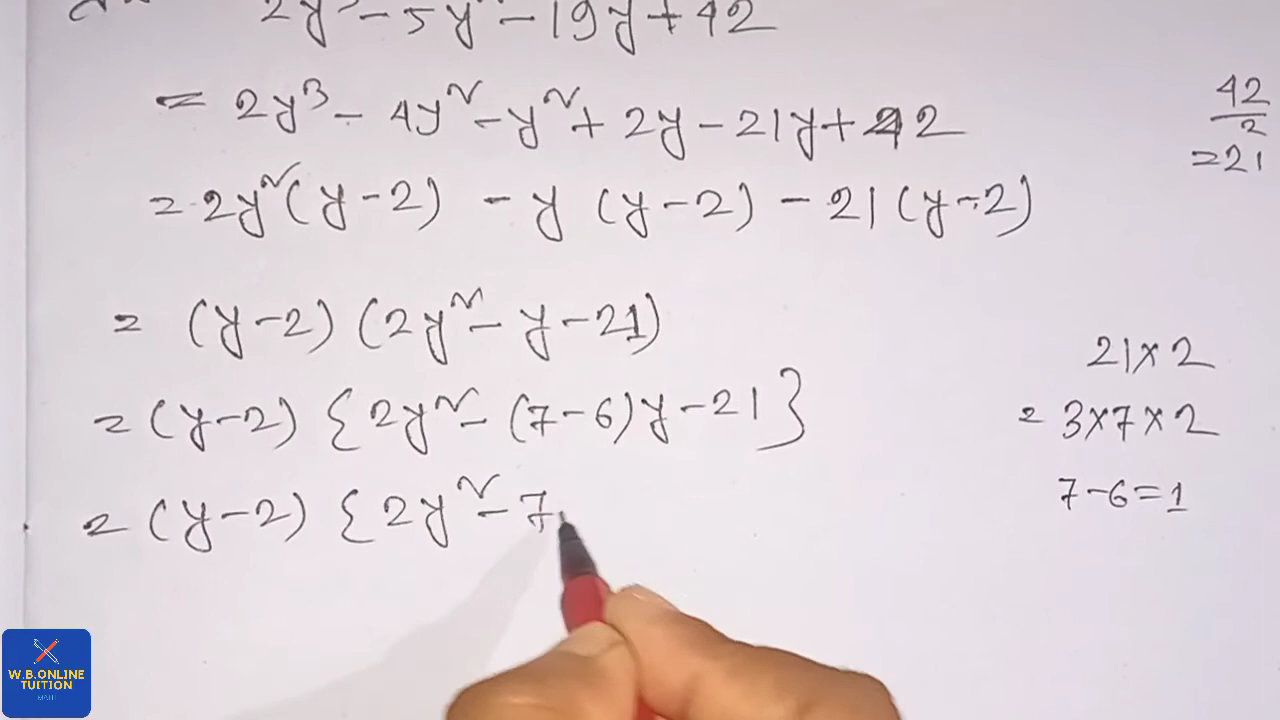 2y³ - 5y² - 19y + 42
= 2y³ - 4y² - y² + 2y - 21y + 42
= 2y²(y-2) - y (y-2) - 21 (y-2)
= (y-2) (2y² - y - 21)
= (y-2) {2y² - (7-6)y - 21}
= (y-2) {2y² - 7
42
2
= 21
21 × 2
= 3×7×2
7-6=1
W.B.ONLINE
TUITION
MATH